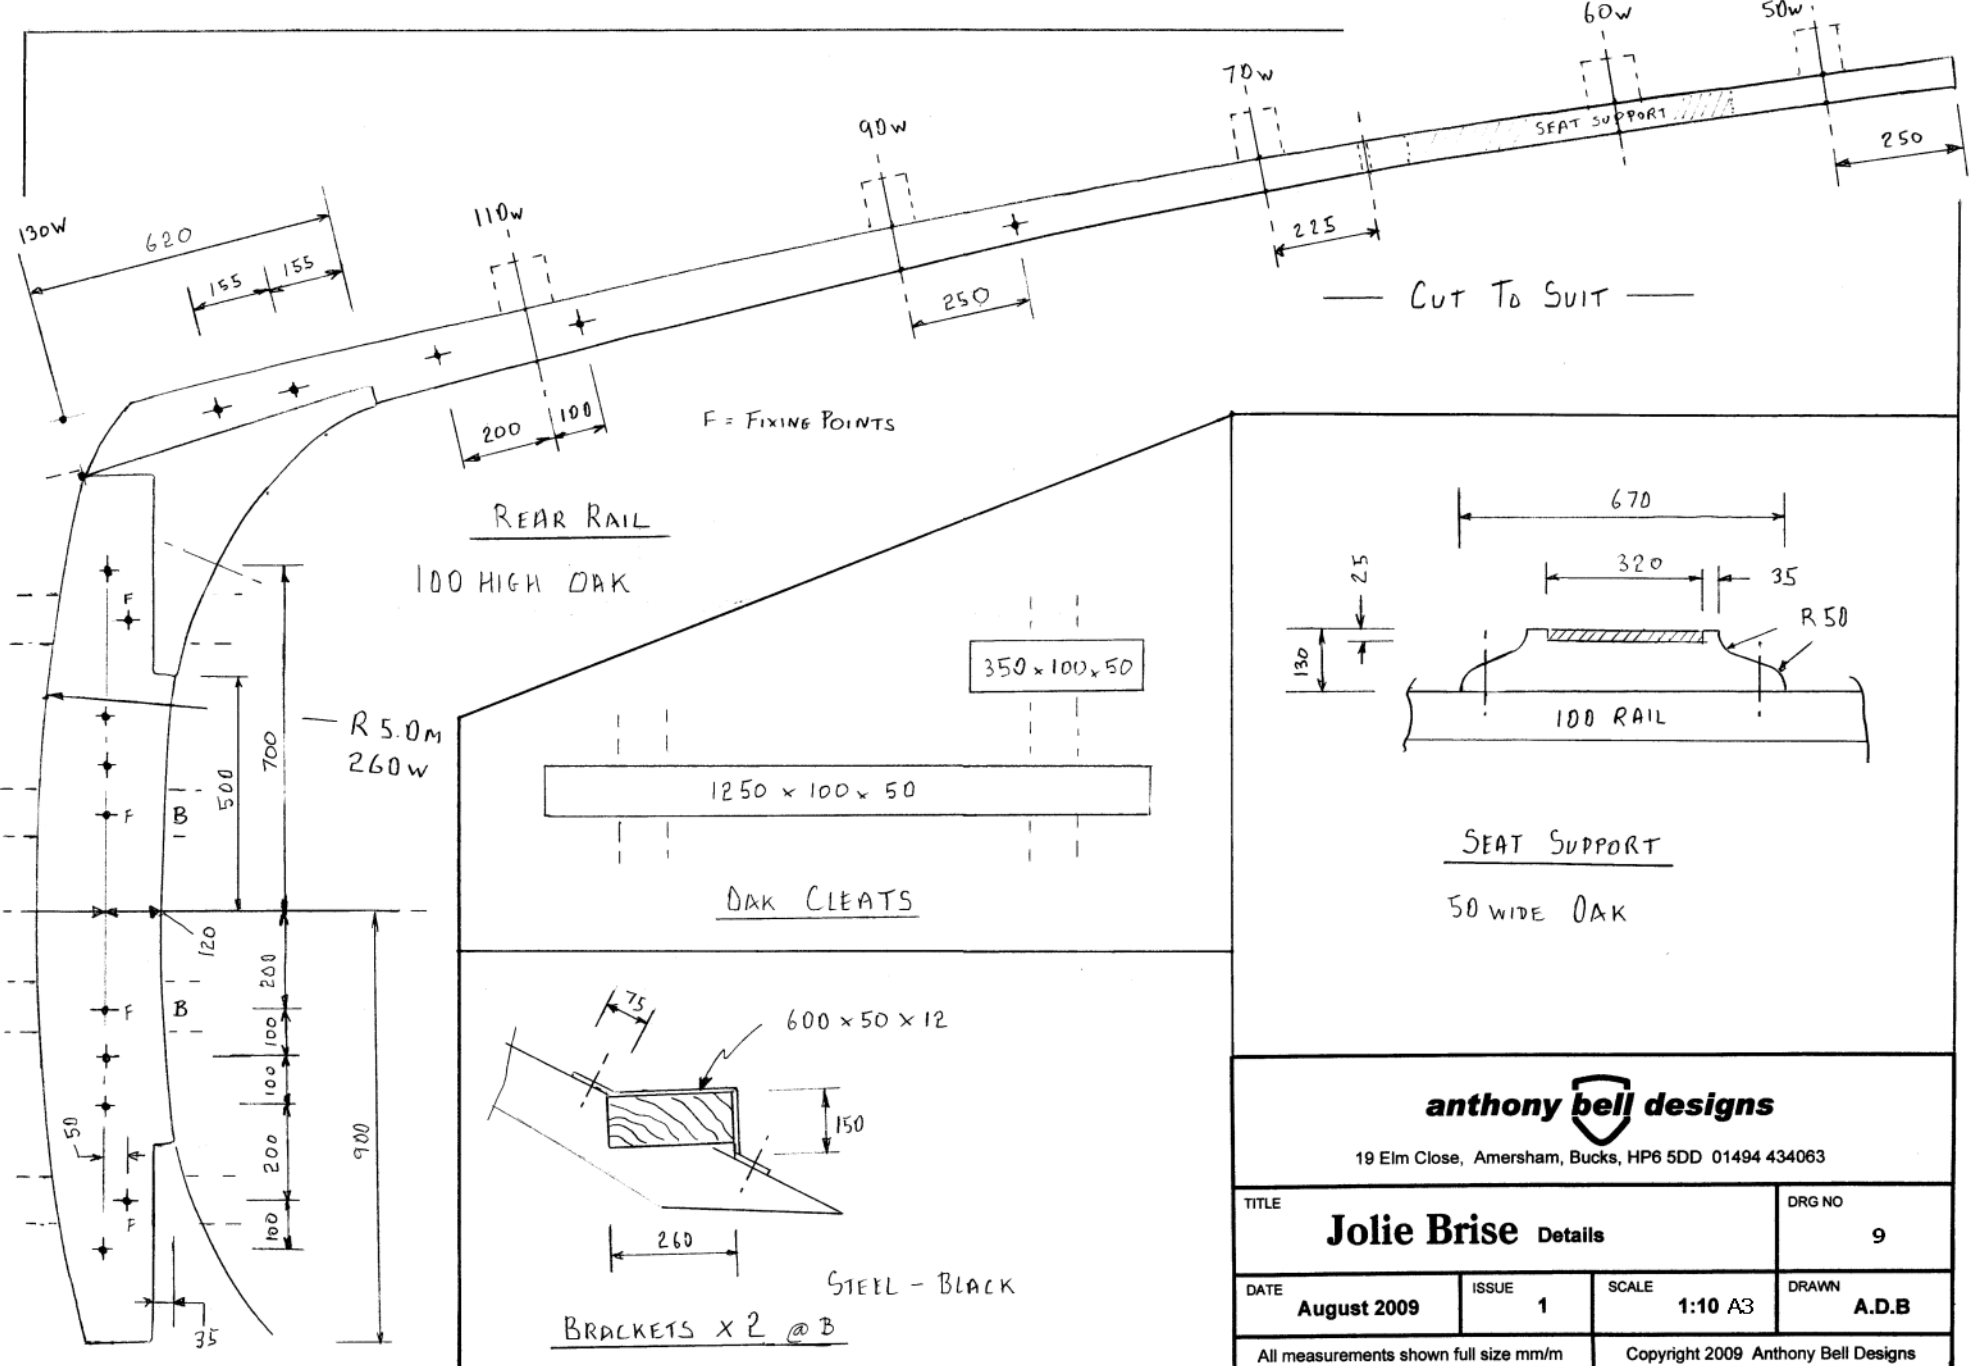 60w
50w
70w
90w
SEAT SUPPORT
250
130W
620
110w
155
155
225
250
— CUT TO SUIT —
200
100
F = FIXING POINTS
REAR RAIL
100 HIGH OAK
F
R 5.0M
260W
700
500
F
B
120
F
B
200
100
100
200
100
900
50
F
35
350 x 100 x 50
1250 x 100 x 50
OAK CLEATS
670
320
35
25
130
R 50
100 RAIL
SEAT SUPPORT
50 WIDE OAK
75
600 x 50 x 12
150
260
STEEL - BLACK
BRACKETS X 2 @ B
anthony bell designs
19 Elm Close, Amersham, Bucks, HP6 5DD 01494 434063
TITLE
Jolie Brise Details
DRG NO
9
DATE
August 2009
ISSUE
1
SCALE
1:10 A3
DRAWN
A.D.B
All measurements shown full size mm/m
Copyright 2009 Anthony Bell Designs